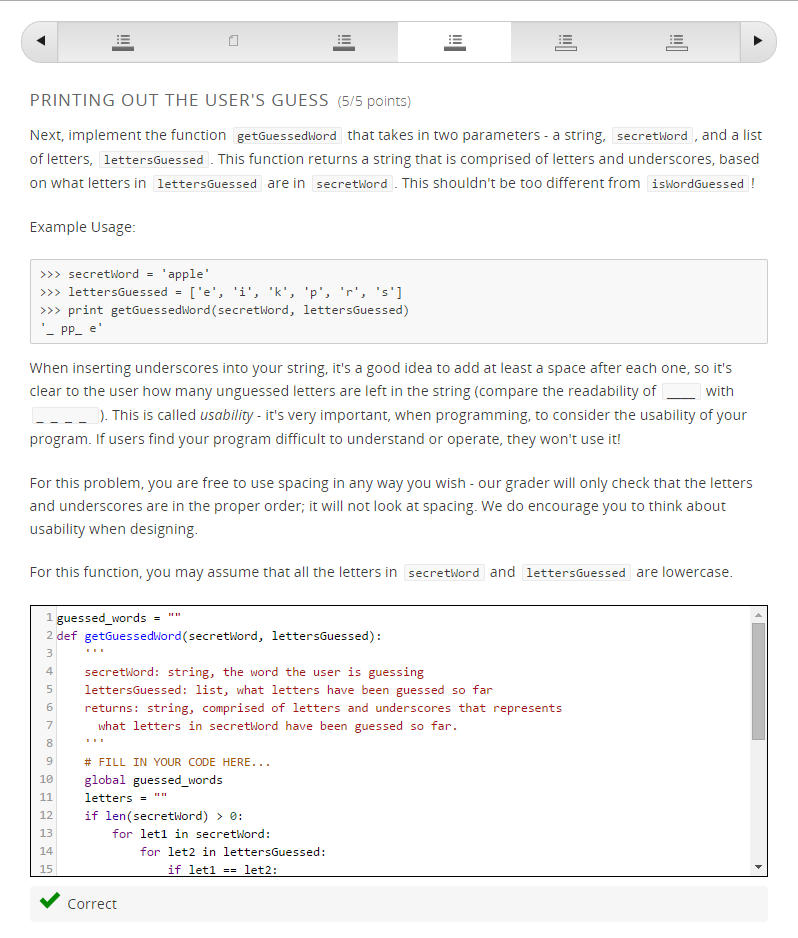 PRINTING OUT THE USER'S GUESS (5/5 points)
Next, implement the function getGuessedWord that takes in two parameters - a string, secretWord, and a list
of letters, lettersGuessed. This function returns a string that is comprised of letters and underscores, based
on what letters in lettersGuessed are in secretWord. This shouldn't be too different from isWordGuessed!
Example Usage:
>>> secretWord = 'apple'
>>> lettersGuessed = ['e', 'i', 'k', 'p', 'r', 's']
>>> print getGuessedWord(secretWord, lettersGuessed)
'_ pp_ e'
When inserting underscores into your string, it's a good idea to add at least a space after each one, so it's
clear to the user how many unguessed letters are left in the string (compare the readability of ____ with
_ _ _ _ ). This is called usability - it's very important, when programming, to consider the usability of your
program. If users find your program difficult to understand or operate, they won't use it!
For this problem, you are free to use spacing in any way you wish - our grader will only check that the letters
and underscores are in the proper order; it will not look at spacing. We do encourage you to think about
usability when designing.
For this function, you may assume that all the letters in secretWord and lettersGuessed are lowercase.
1 guessed_words = ""
2 def getGuessedWord(secretWord, lettersGuessed):
3     '''
4     secretWord: string, the word the user is guessing
5     lettersGuessed: list, what letters have been guessed so far
6     returns: string, comprised of letters and underscores that represents
7       what letters in secretWord have been guessed so far.
8     '''
9     # FILL IN YOUR CODE HERE...
10     global guessed_words
11     letters = ""
12     if len(secretWord) > 0:
13         for let1 in secretWord:
14             for let2 in lettersGuessed:
15                 if let1 == let2:
Correct